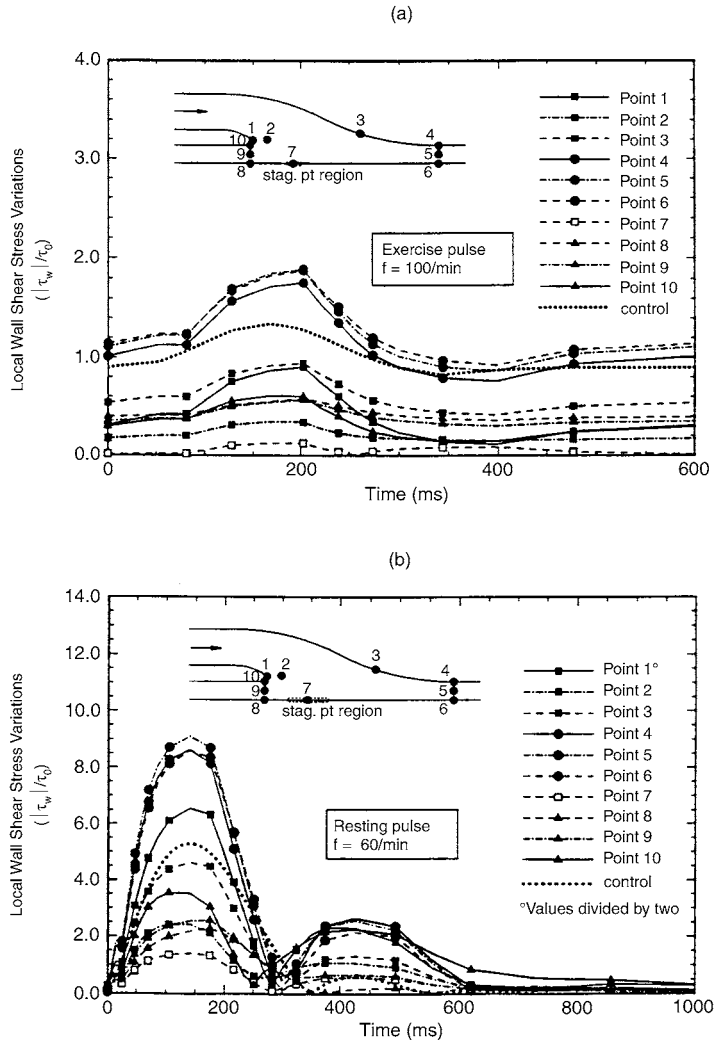 (a)
4.0
3.0
2.0
1.0
0.0
Local Wall Shear Stress Variations
(|τw|/τ0)
1 2
3
4
10
9
8
7
5
6
stag. pt region
Point 1
Point 2
Point 3
Point 4
Point 5
Point 6
Point 7
Point 8
Point 9
Point 10
control
Exercise pulse
f = 100/min
0 200 400 600
Time (ms)
(b)
14.0
12.0
10.0
8.0
6.0
4.0
2.0
0.0
Local Wall Shear Stress Variations
(|τw|/τ0)
1 2
3
4
10
9
8
7
5
6
stag. pt region
Point 1°
Point 2
Point 3
Point 4
Point 5
Point 6
Point 7
Point 8
Point 9
Point 10
control
°Values divided by two
Resting pulse
f = 60/min
0 200 400 600 800 1000
Time (ms)